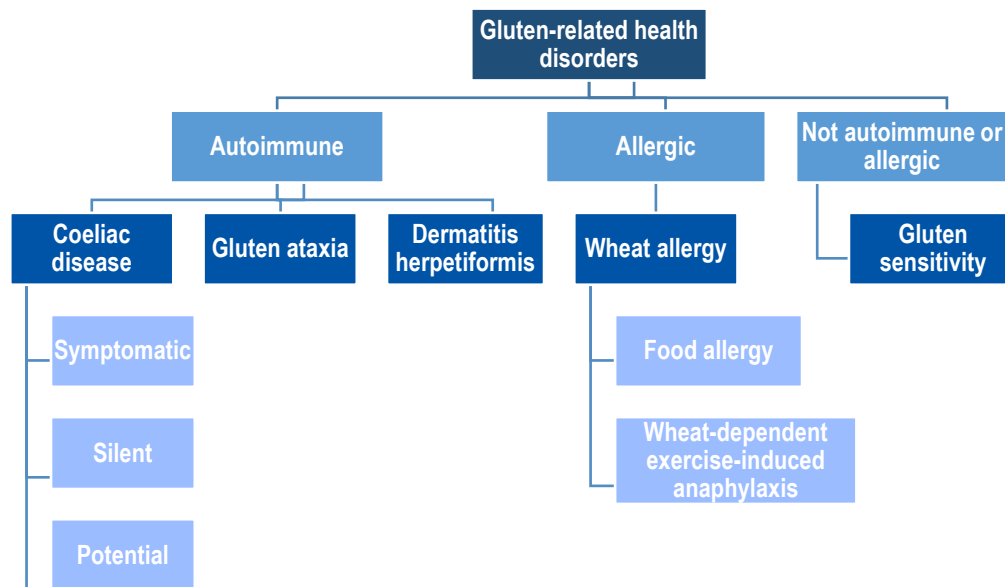 Gluten-related health
disorders
Autoimmune
Allergic
Not autoimmune or
allergic
Coeliac
disease
Gluten ataxia
Dermatitis
herpetiformis
Wheat allergy
Gluten
sensitivity
Symptomatic
Silent
Potential
Food allergy
Wheat-dependent
exercise-induced
anaphylaxis